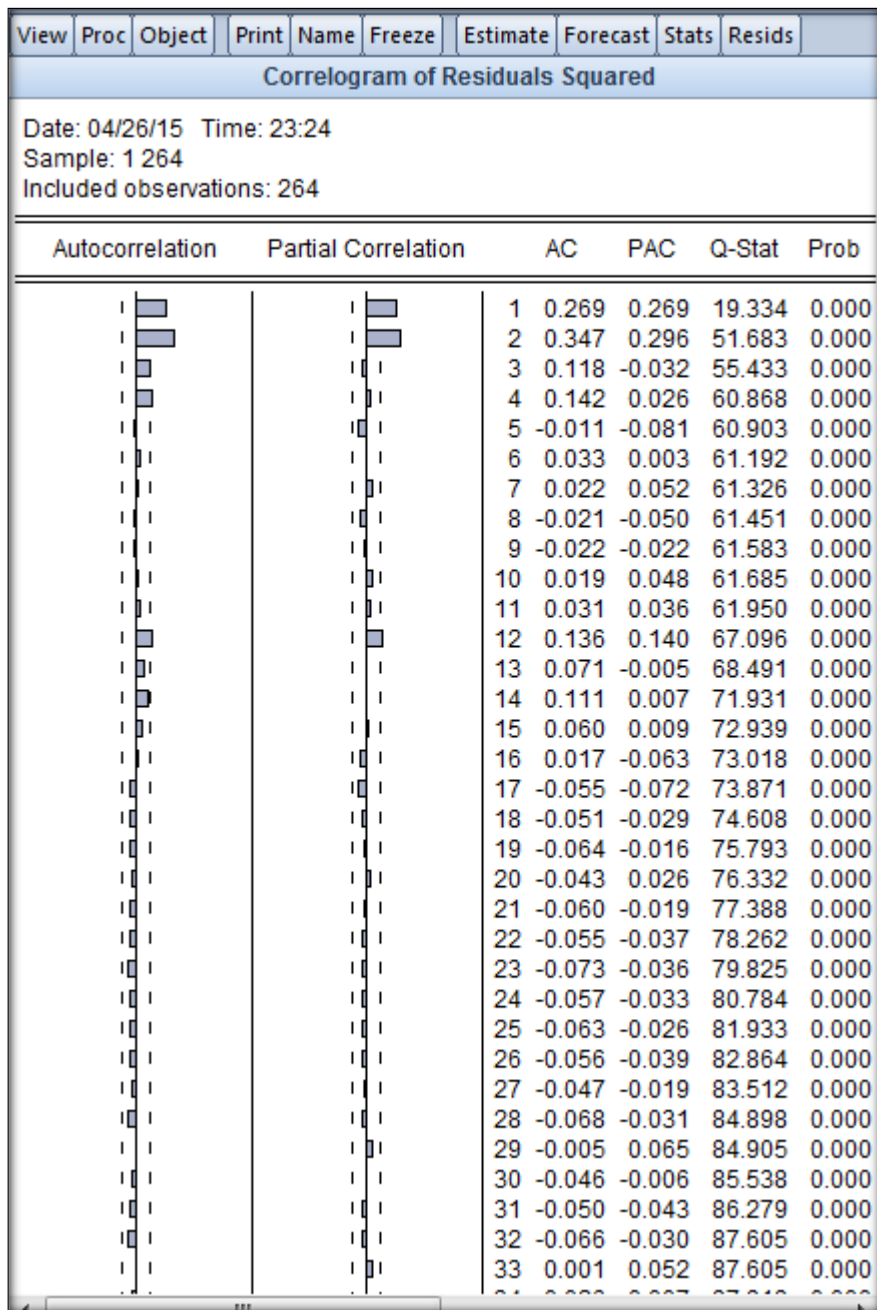 View Proc Object Print Name Freeze Estimate Forecast Stats Resids
Correlogram of Residuals Squared
Date: 04/26/15 Time: 23:24
Sample: 1 264
Included observations: 264
Autocorrelation Partial Correlation AC PAC Q-Stat Prob
1 0.269 0.269 19.334 0.000
2 0.347 0.296 51.683 0.000
3 0.118 -0.032 55.433 0.000
4 0.142 0.026 60.868 0.000
5 -0.011 -0.081 60.903 0.000
6 0.033 0.003 61.192 0.000
7 0.022 0.052 61.326 0.000
8 -0.021 -0.050 61.451 0.000
9 -0.022 -0.022 61.583 0.000
10 0.019 0.048 61.685 0.000
11 0.031 0.036 61.950 0.000
12 0.136 0.140 67.096 0.000
13 0.071 -0.005 68.491 0.000
14 0.111 0.007 71.931 0.000
15 0.060 0.009 72.939 0.000
16 0.017 -0.063 73.018 0.000
17 -0.055 -0.072 73.871 0.000
18 -0.051 -0.029 74.608 0.000
19 -0.064 -0.016 75.793 0.000
20 -0.043 0.026 76.332 0.000
21 -0.060 -0.019 77.388 0.000
22 -0.055 -0.037 78.262 0.000
23 -0.073 -0.036 79.825 0.000
24 -0.057 -0.033 80.784 0.000
25 -0.063 -0.026 81.933 0.000
26 -0.056 -0.039 82.864 0.000
27 -0.047 -0.019 83.512 0.000
28 -0.068 -0.031 84.898 0.000
29 -0.005 0.065 84.905 0.000
30 -0.046 -0.006 85.538 0.000
31 -0.050 -0.043 86.279 0.000
32 -0.066 -0.030 87.605 0.000
33 0.001 0.052 87.605 0.000